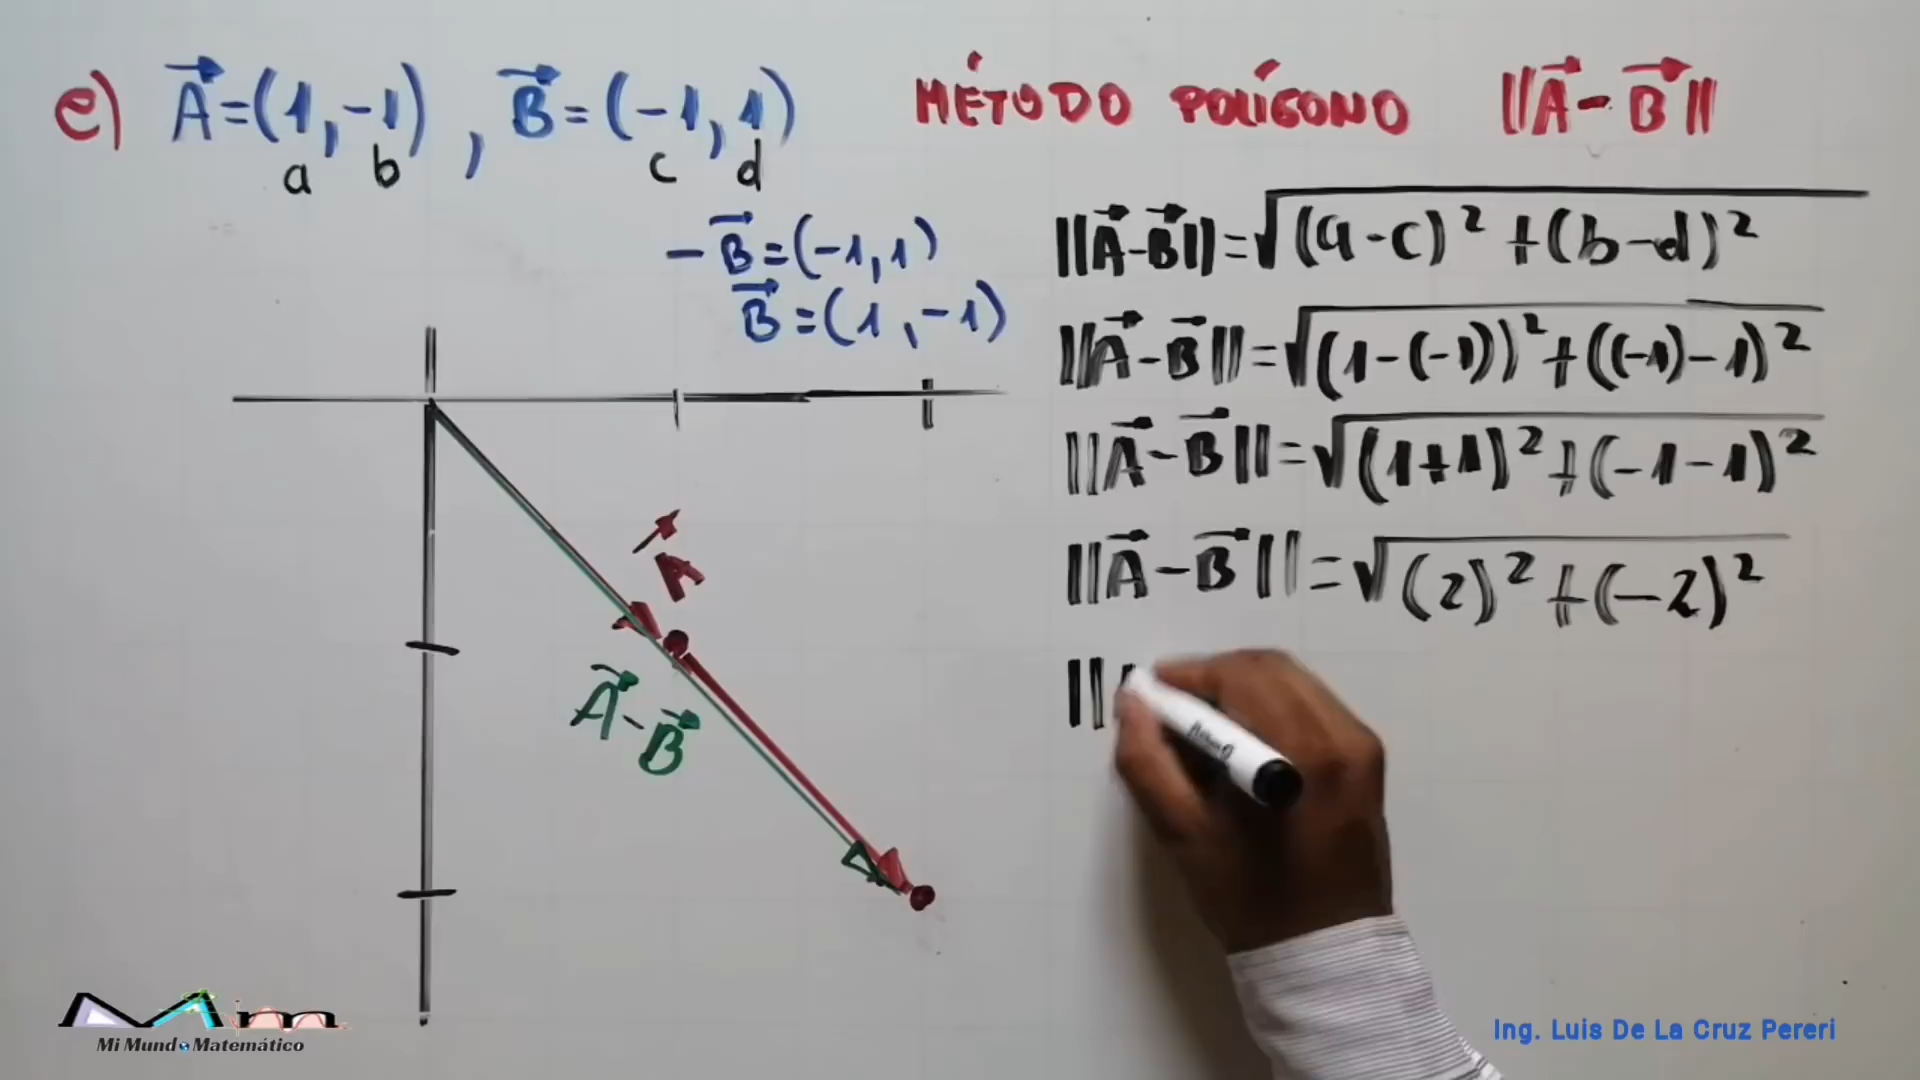 e) A=(1,-1), B=(-1,1) MÉTODO POLÍGONO ||A-B||
a b c d
-B=(-1,1)
B=(1,-1)
||A-B||=√(a-c)²+(b-d)²
||A-B||=√(1-(-1))²+((-1)-1)²
||A-B||=√(1+1)²+(-1-1)²
||A-B||=√(2)²+(-2)²
||
A
A-B
Mim
Mi Mundo Matemático
Ing. Luis De La Cruz Pereri